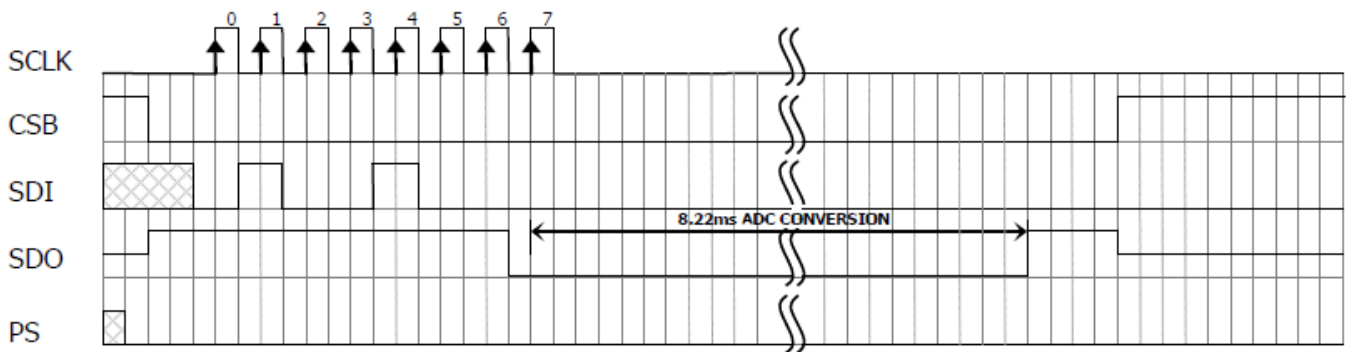 0 1 2 3 4 5 6 7
SCLK
CSB
SDI
8.22ms ADC CONVERSION
SDO
PS